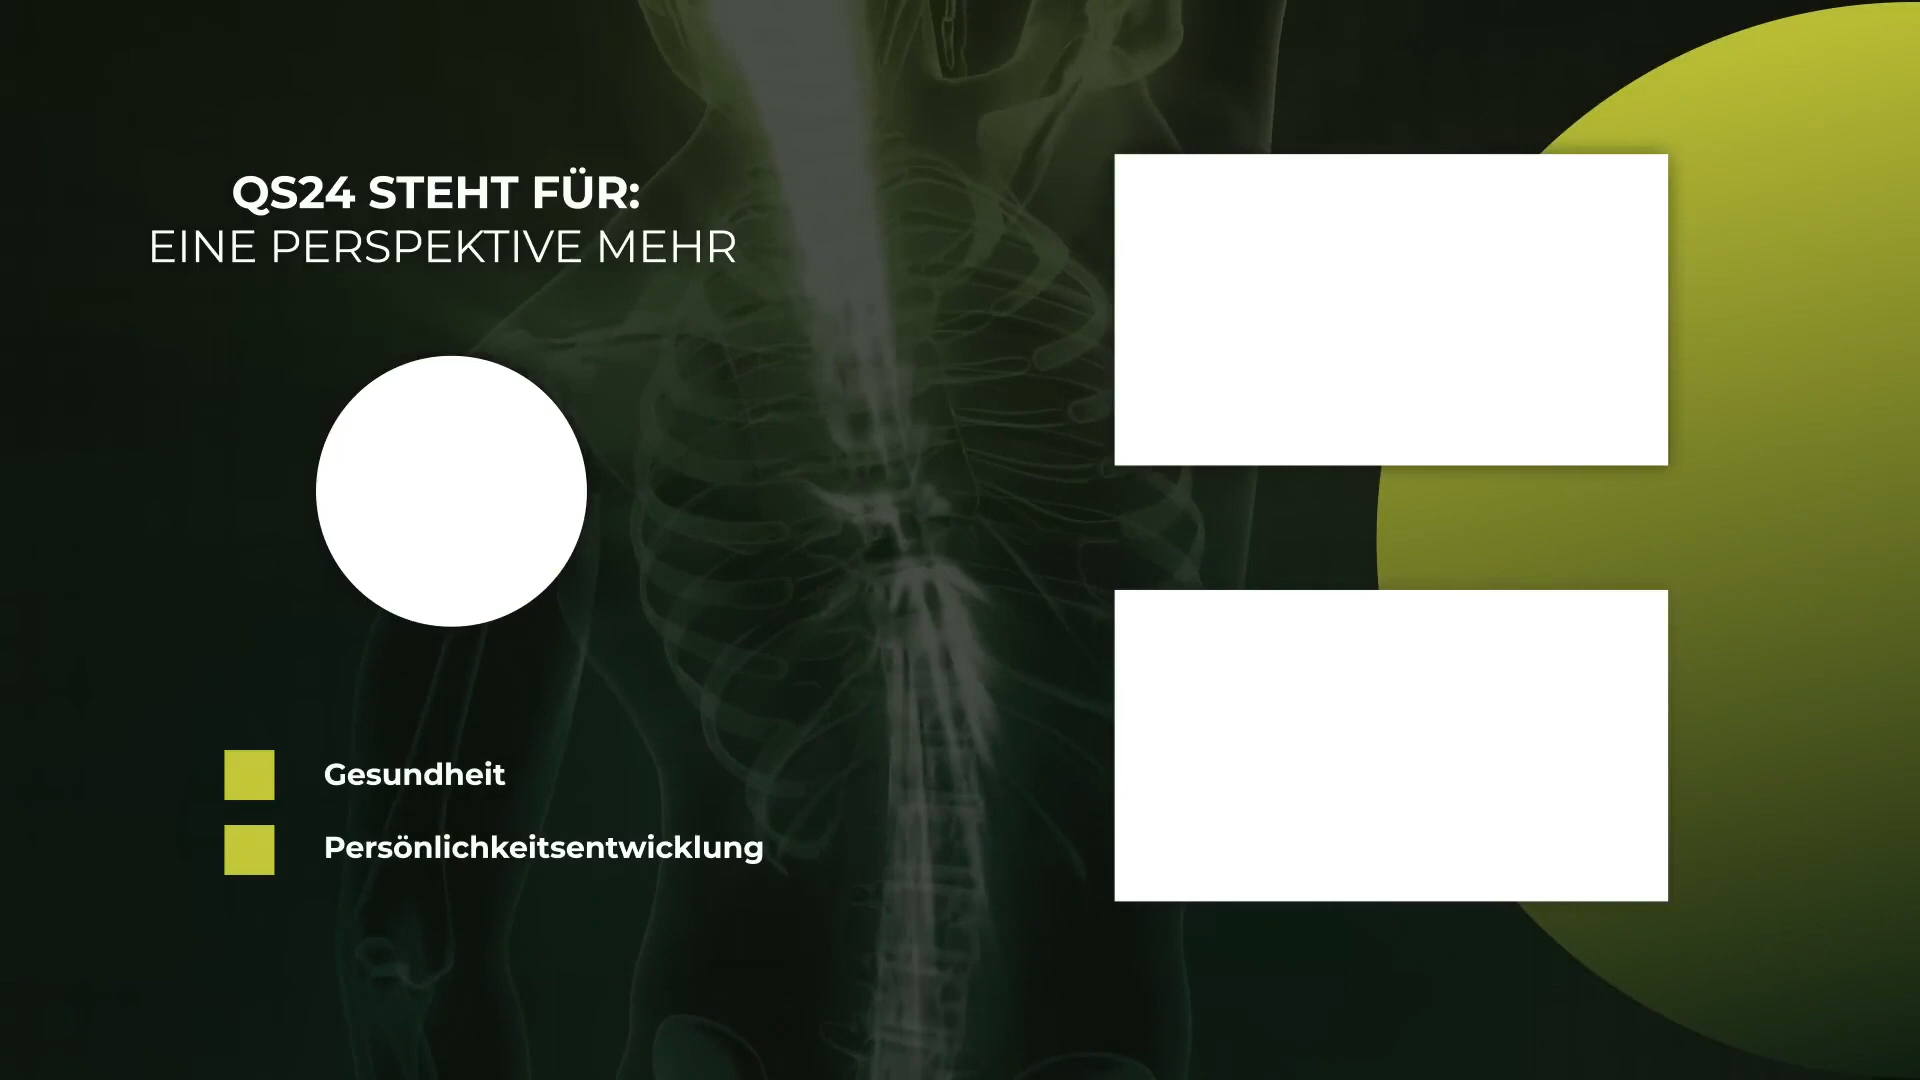 QS24 STEHT FÜR:
EINE PERSPEKTIVE MEHR
Gesundheit
Persönlichkeitsentwicklung